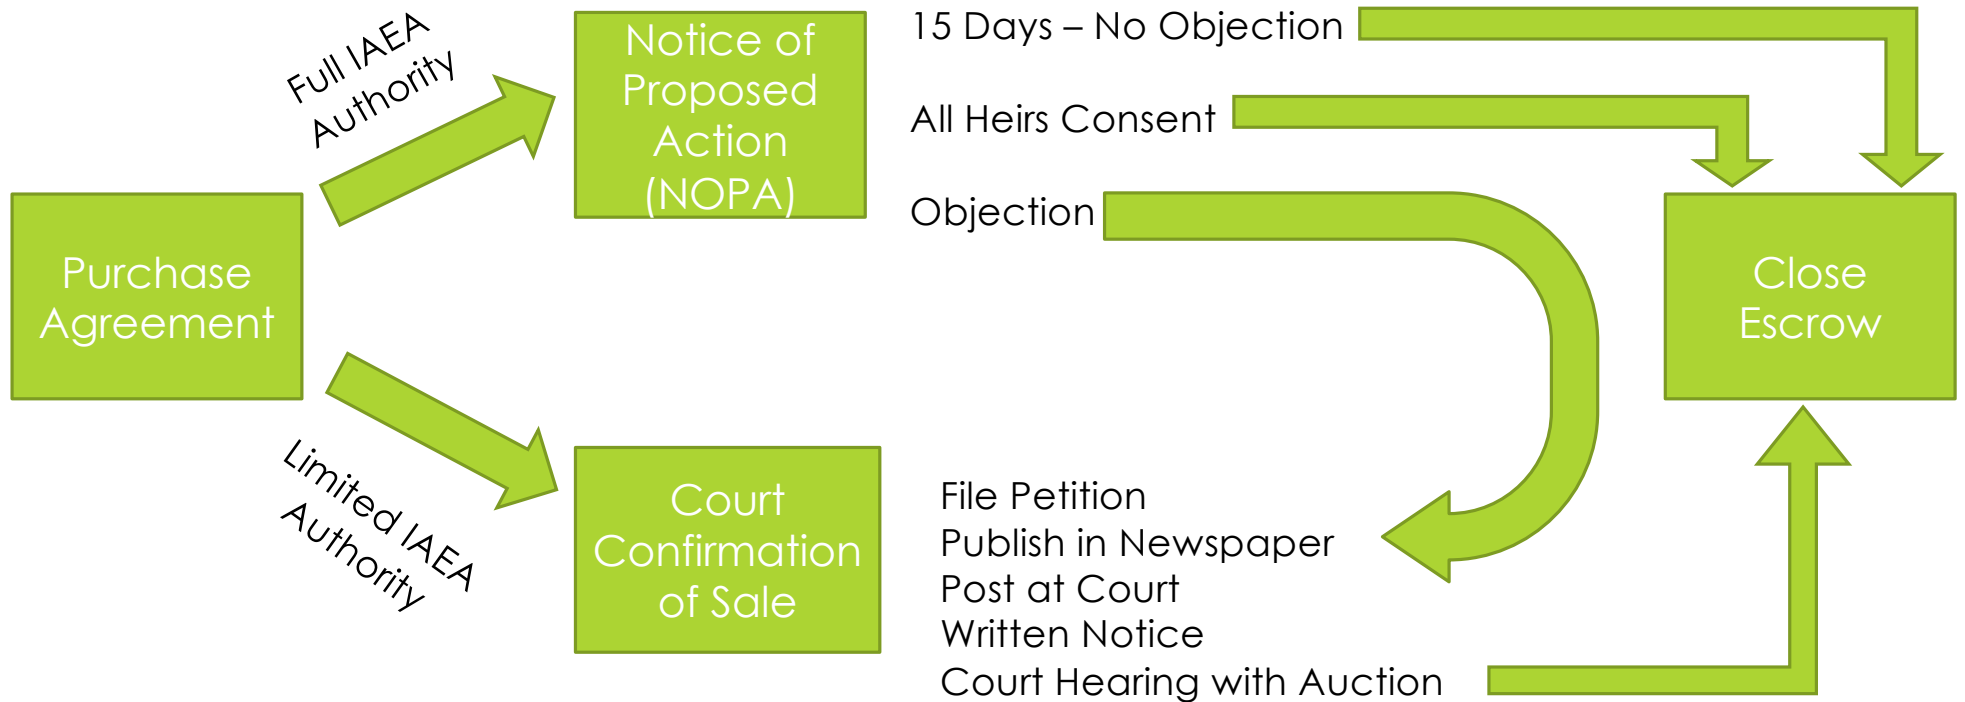 Full IAEA
Authority
Notice of
Proposed
Action
(NOPA)
15 Days – No Objection
All Heirs Consent
Objection
Purchase
Agreement
Close
Escrow
Limited IAEA
Authority
Court
Confirmation
of Sale
File Petition
Publish in Newspaper
Post at Court
Written Notice
Court Hearing with Auction